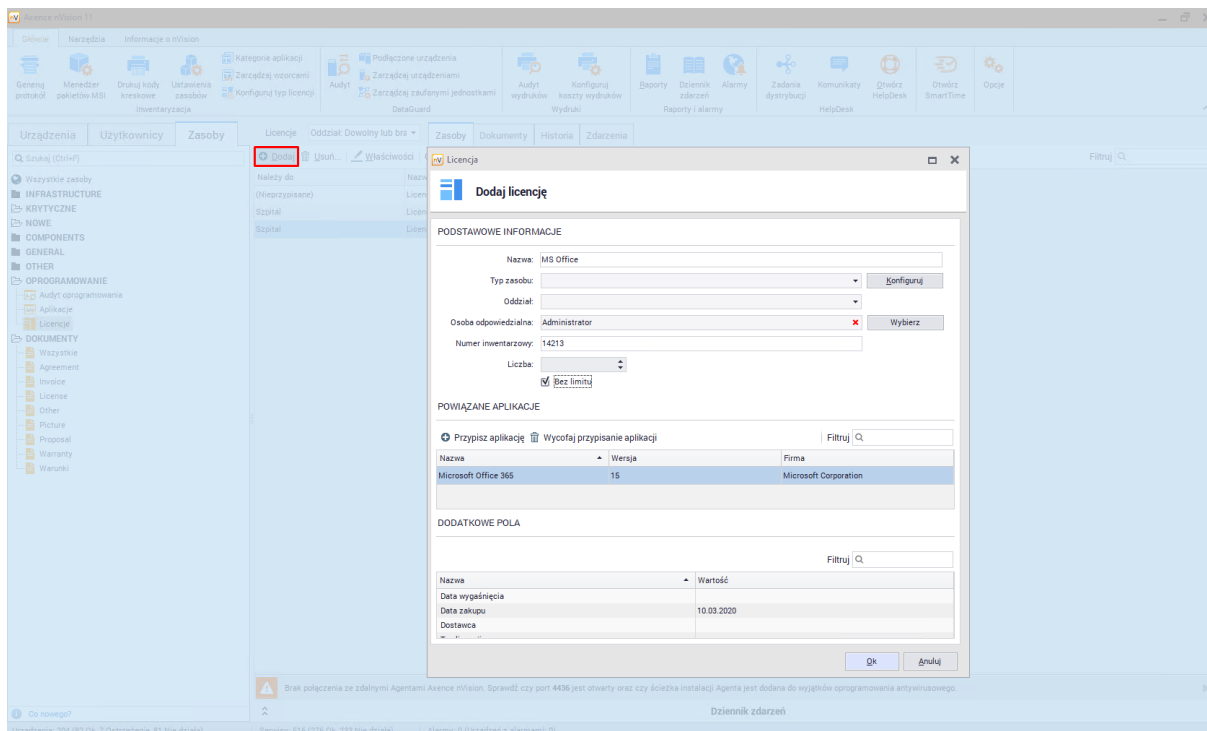 Axence nVision 11
Główne Narzędzia Informacje o nVision
Generuj protokół
Menedżer pakietów MSI
Drukuj kody kreskowe
Ustawienia zasobów
Kategorie aplikacji
Zarządzaj wzorcami
Konfiguruj typ licencji
Inwentaryzacja
Audyt
Podłączone urządzenia
Zarządzaj urządzeniami
Zarządzaj zaufanymi jednostkami
DataGuard
Audyt wydruków
Konfiguruj koszty wydruków
Wydruki
Raporty
Dziennik zdarzeń
Alarmy
Raporty i alarmy
Zadania dystrybucji
Komunikaty
Otwórz HelpDesk
HelpDesk
Otwórz SmartTime
Opcje
Urządzenia Użytkownicy Zasoby
Szukaj (Ctrl+P)
Wszystkie zasoby
INFRASTRUCTURE
KRYTYCZNE
NOWE
COMPONENTS
GENERAL
OTHER
OPROGRAMOWANIE
Audyt oprogramowania
Aplikacje
Licencje
DOKUMENTY
Wszystkie
Agreement
Invoice
License
Other
Picture
Proposal
Warranty
Warunki
Co nowego?
Licencje Oddział: Dowolny lub bra
Zasoby Dokumenty Historia Zdarzenia
Dodaj Usuń... Właściwości
Filtruj
Należy do Nazw
(Nieprzypisane) Licen
Szpital Licen
Szpital Licen
Licencja
Dodaj licencję
PODSTAWOWE INFORMACJE
Nazwa: MS Office
Typ zasobu: Konfiguruj
Oddział:
Osoba odpowiedzialna: Administrator Wybierz
Numer inwentarzowy: 14213
Liczba:
Bez limitu
POWIĄZANE APLIKACJE
Przypisz aplikację Wycofaj przypisanie aplikacji Filtruj
Nazwa Wersja Firma
Microsoft Office 365 15 Microsoft Corporation
DODATKOWE POLA
Filtruj
Nazwa Wartość
Data wygaśnięcia
Data zakupu 10.03.2020
Dostawca
Ok Anuluj
Brak połączenia ze zdalnymi Agentami Axence nVision. Sprawdź czy port 4436 jest otwarty oraz czy ścieżka instalacji Agenta jest dodana do wyjątków oprogramowania antywirusowego.
Dziennik zdarzeń